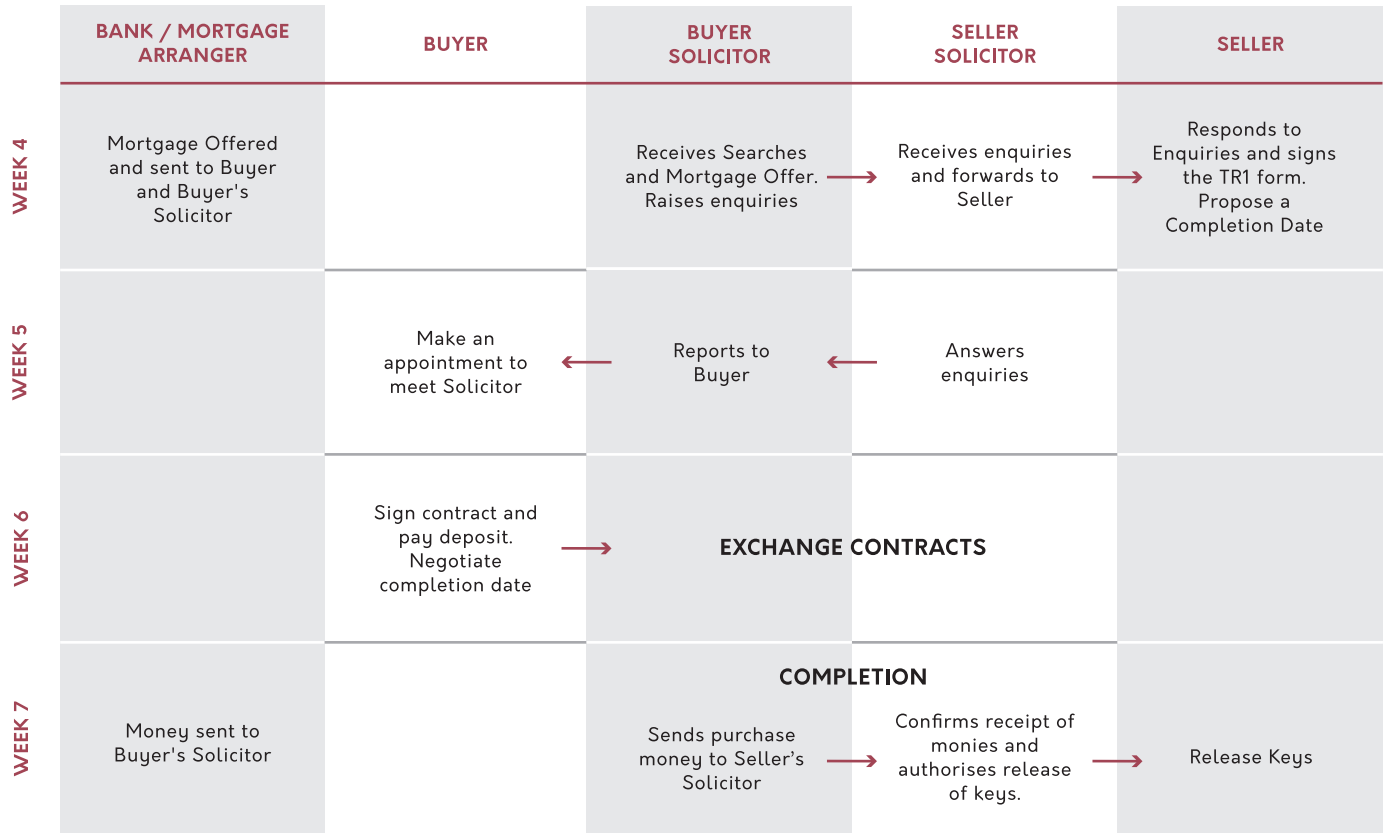 BANK / MORTGAGE
ARRANGER
BUYER
BUYER
SOLICITOR
SELLER
SOLICITOR
SELLER
WEEK 4
Mortgage Offered
and sent to Buyer
and Buyer's
Solicitor
Receives Searches
and Mortgage Offer.
Raises enquiries
Receives enquiries
and forwards to
Seller
Responds to
Enquiries and signs
the TR1 form.
Propose a
Completion Date
WEEK 5
Make an
appointment to
meet Solicitor
Reports to
Buyer
Answers
enquiries
WEEK 6
Sign contract and
pay deposit.
Negotiate
completion date
EXCHANGE CONTRACTS
WEEK 7
COMPLETION
Money sent to
Buyer's Solicitor
Sends purchase
money to Seller’s
Solicitor
Confirms receipt of
monies and
authorises release
of keys.
Release Keys